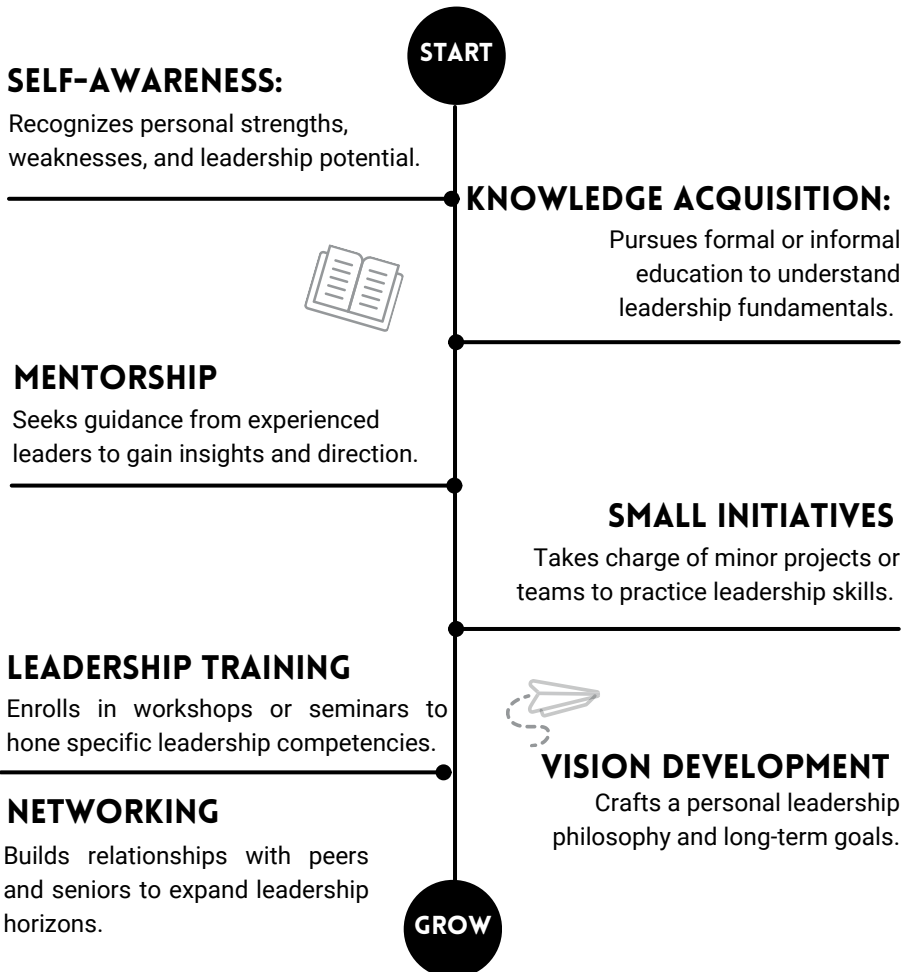 START
SELF-AWARENESS:
Recognizes personal strengths,
weaknesses, and leadership potential.
KNOWLEDGE ACQUISITION:
Pursues formal or informal
education to understand
leadership fundamentals.
MENTORSHIP
Seeks guidance from experienced
leaders to gain insights and direction.
SMALL INITIATIVES
Takes charge of minor projects or
teams to practice leadership skills.
LEADERSHIP TRAINING
Enrolls in workshops or seminars to
hone specific leadership competencies.
VISION DEVELOPMENT
Crafts a personal leadership
philosophy and long-term goals.
NETWORKING
Builds relationships with peers
and seniors to expand leadership
horizons.
GROW